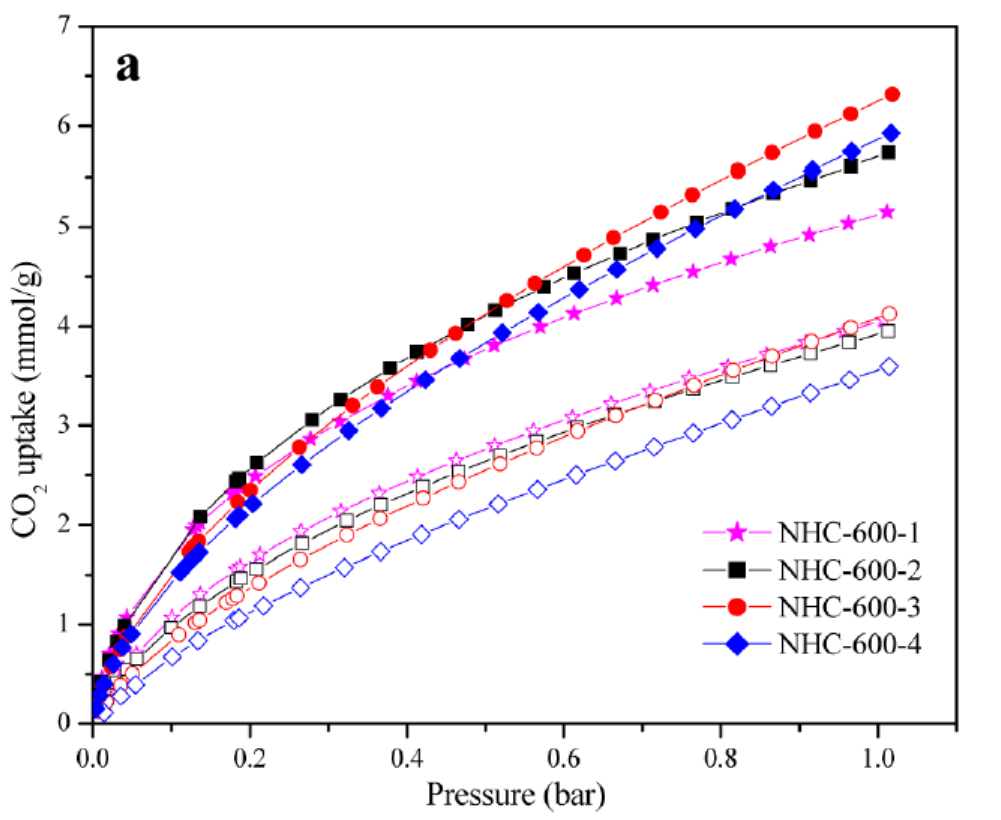 a
7
6
5
4
3
2
1
0
CO₂ uptake (mmol/g)
NHC-600-1
NHC-600-2
NHC-600-3
NHC-600-4
0.0 0.2 0.4 0.6 0.8 1.0
Pressure (bar)